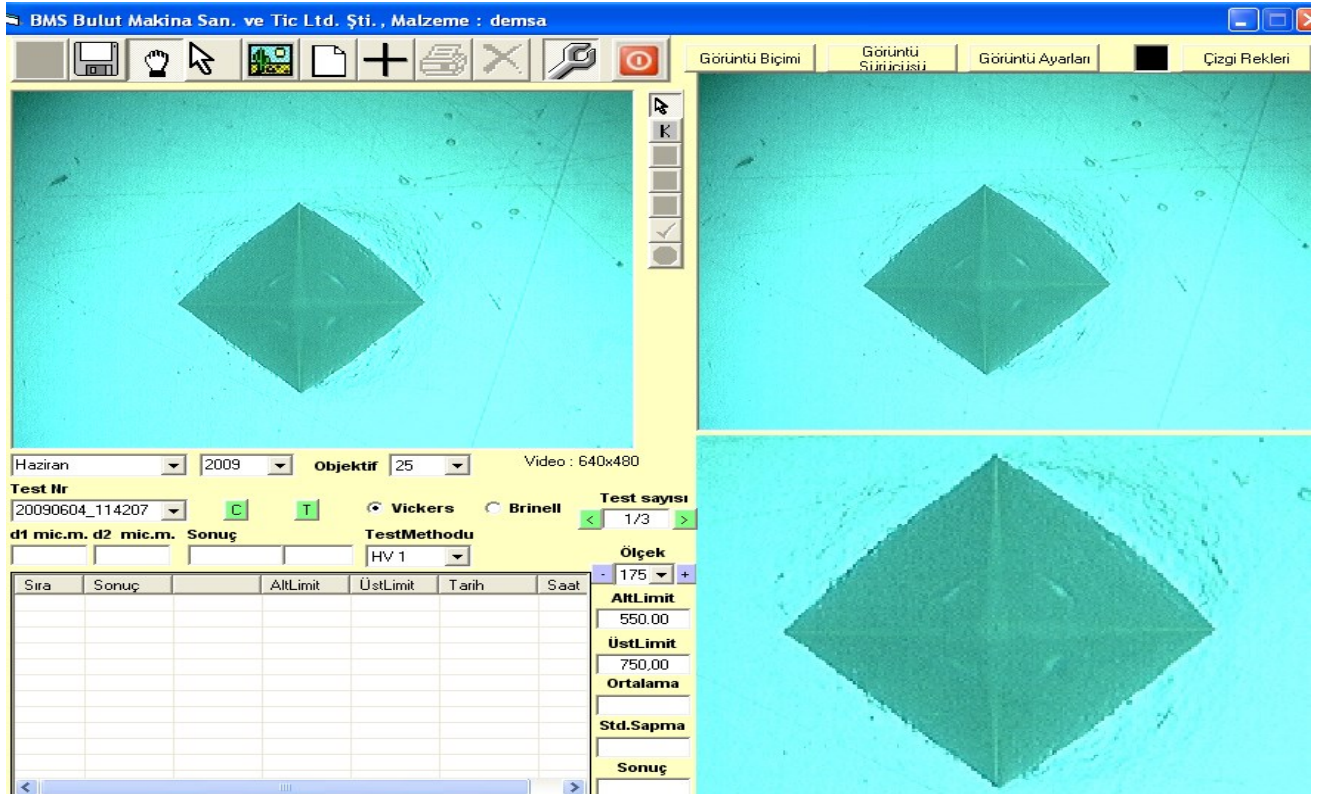 BMS Bulut Makina San. ve Tic Ltd. Şti. , Malzeme : demsa
Görüntü Biçimi
Görüntü Sürücüsü
Görüntü Ayarları
Çizgi Rekleri
K
Haziran 2009 Objektif 25 Video : 640x480
Test Nr
20090604_114207 C T Vickers Brinell
Test sayısı
< 1/3 >
d1 mic.m. d2 mic.m. Sonuç TestMethodu
HV 1
Ölçek
- 175 +
Sıra Sonuç AltLimit ÜstLimit Tarih Saat
AltLimit
550.00
ÜstLimit
750,00
Ortalama
Std.Sapma
Sonuç